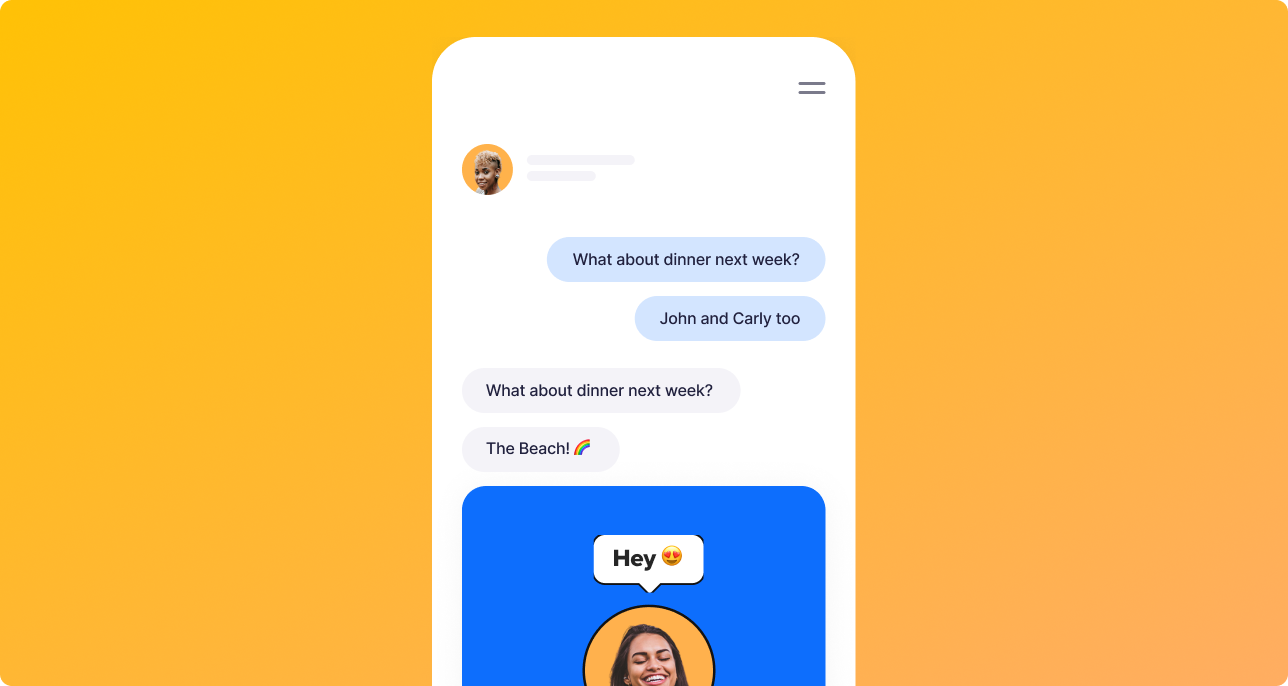 What about dinner next week?
John and Carly too
What about dinner next week?
The Beach! 🌈
Hey 😍